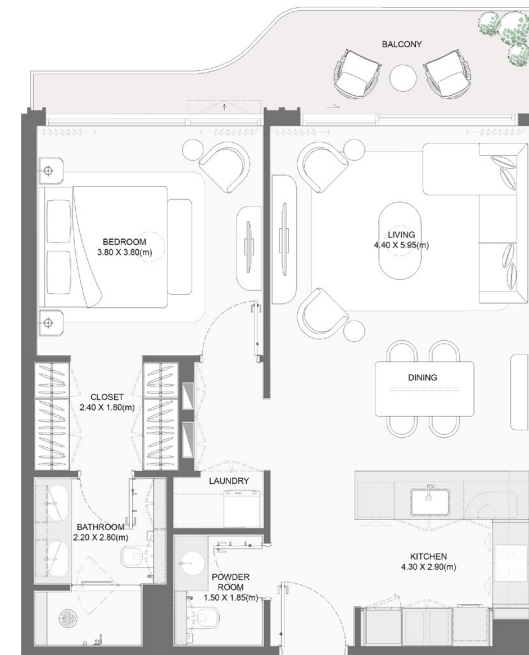 BALCONY
BEDROOM
3.80 X 3.80(m)
LIVING
4.40 X 5.95(m)
DINING
CLOSET
2.40 X 1.80(m)
LAUNDRY
BATHROOM
2.20 X 2.80(m)
POWDER
ROOM
1.50 X 1.85(m)
KITCHEN
4.30 X 2.90(m)